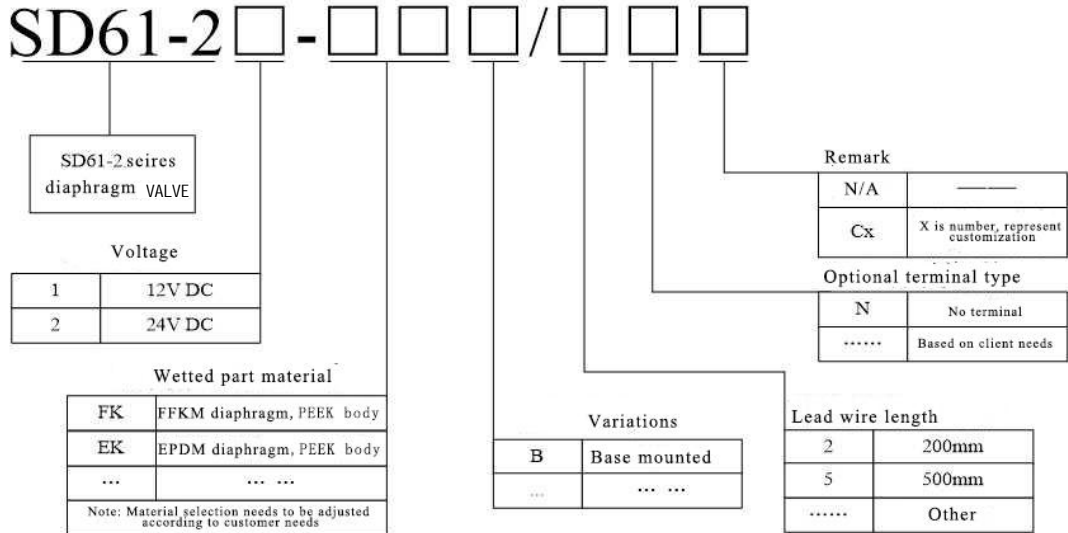 SD61-2□-□□□/□□□
SD61-2 seires
diaphragm VALVE
Voltage
1 12V DC
2 24V DC
Wetted part material
FK FFKM diaphragm, PEEK body
EK EPDM diaphragm, PEEK body
... ... ...
Note: Material selection needs to be adjusted
according to customer needs
Variations
B Base mounted
... ... ...
Lead wire length
2 200mm
5 500mm
...... Other
Optional terminal type
N No terminal
...... Based on client needs
Remark
N/A ———
Cx X is number, represent
customization